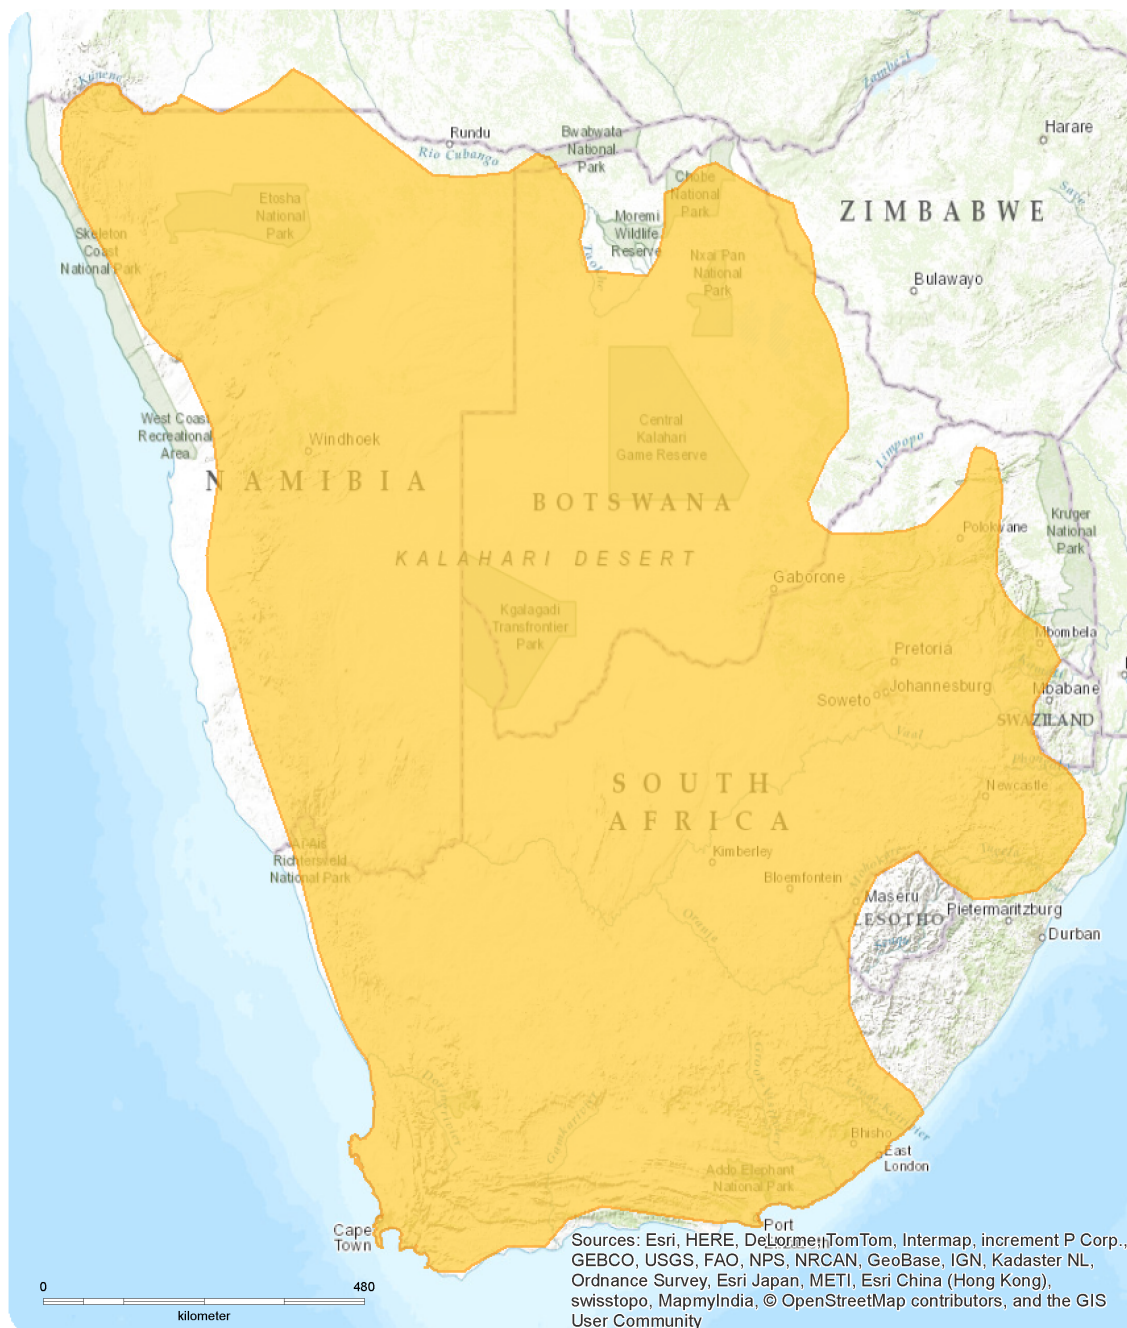 Kunene
Zambezi
Rundu
Rio Cubango
Bwabwata
National
Park
Harare
Save
Chobe
National
Park
ZIMBABWE
Etosha
National
Park
Moremi
Wildlife
Reserve
Skeleton
Coast
National Park
Nxai Pan
National
Park
Bulawayo
West Coast
Recreational
Area
Windhoek
Central
Kalahari
Game Reserve
Limpopo
NAMIBIA
BOTSWANA
Kruger
National
Park
Polokwane
KALAHARI DESERT
Gaborone
Kgalagadi
Transfrontier
Park
Mbombela
Pretoria
Johannesburg
Soweto
Mbabane
SWAZILAND
Vaal
SOUTH
AFRICA
Newcastle
Ai-Ais
Richtersveld
National Park
Kimberley
Bloemfontein
Maseru
LESOTHO
Pietermaritzburg
Durban
Oranje
Bhisho
East
London
Addo Elephant
National Park
Cape
Town
Port
Sources: Esri, HERE, DeLorme, TomTom, Intermap, increment P Corp.,
GEBCO, USGS, FAO, NPS, NRCAN, GeoBase, IGN, Kadaster NL,
Ordnance Survey, Esri Japan, METI, Esri China (Hong Kong),
swisstopo, MapmyIndia, © OpenStreetMap contributors, and the GIS
User Community
0 480
kilometer